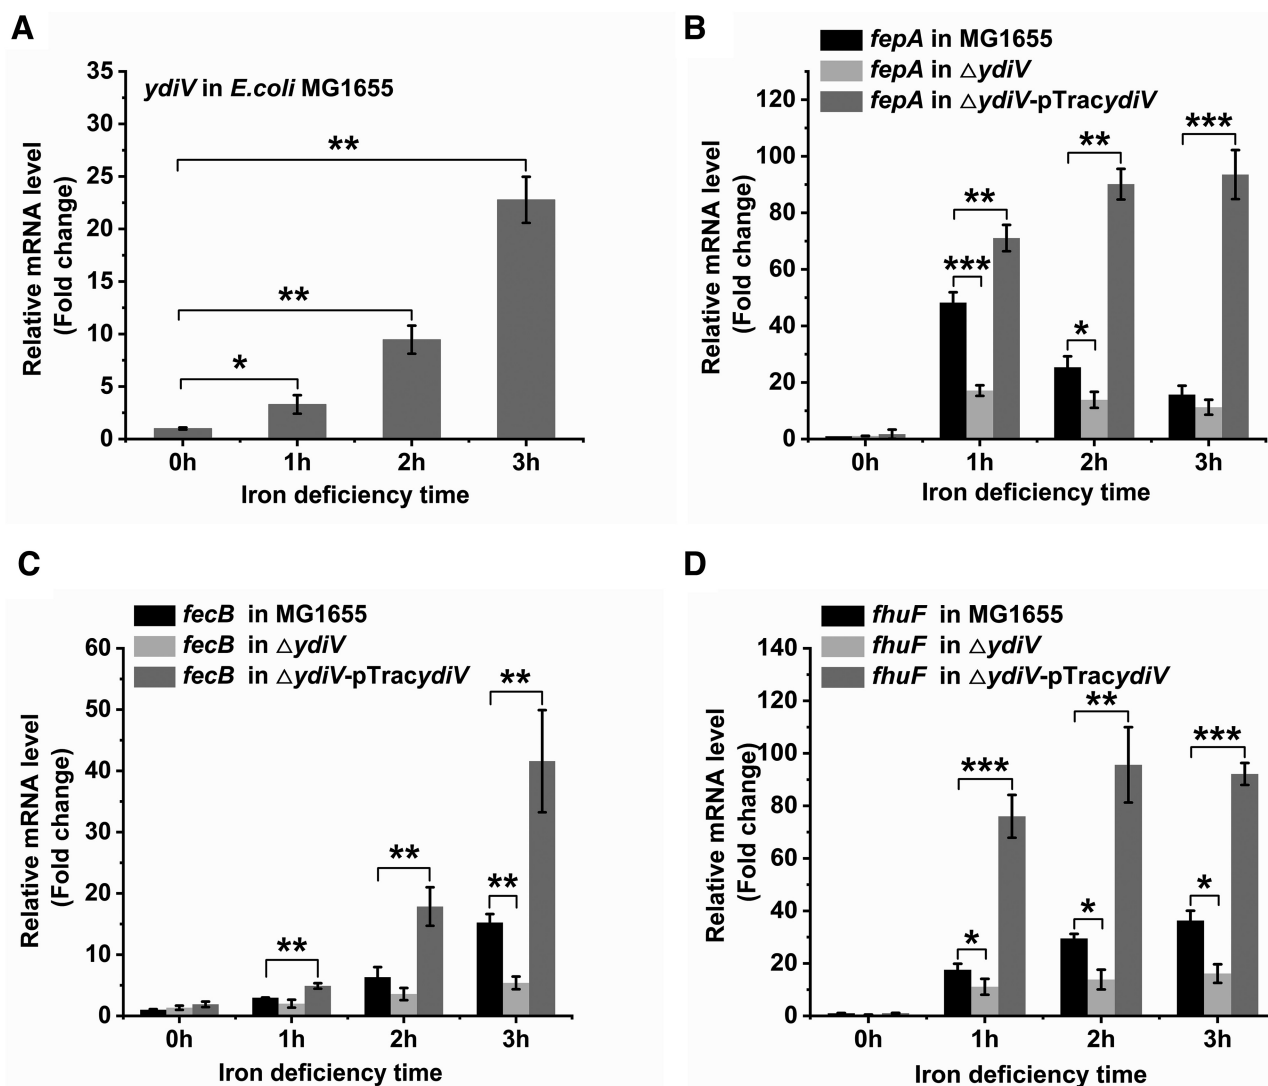 A
ydiV in E.coli MG1655
Relative mRNA level
(Fold change)
35
30
25
20
15
10
5
0
**
**
*
0h 1h 2h 3h
Iron deficiency time
B
fepA in MG1655
fepA in △ydiV
fepA in △ydiV-pTracydiV
Relative mRNA level
(Fold change)
120
100
80
60
40
20
0
***
**
**
***
*
0h 1h 2h 3h
Iron deficiency time
C
fecB in MG1655
fecB in △ydiV
fecB in △ydiV-pTracydiV
Relative mRNA level
(Fold change)
60
50
40
30
20
10
0
**
**
**
**
0h 1h 2h 3h
Iron deficiency time
D
fhuF in MG1655
fhuF in △ydiV
fhuF in △ydiV-pTracydiV
Relative mRNA level
(Fold change)
140
120
100
80
60
40
20
0
**
***
***
*
*
*
0h 1h 2h 3h
Iron deficiency time